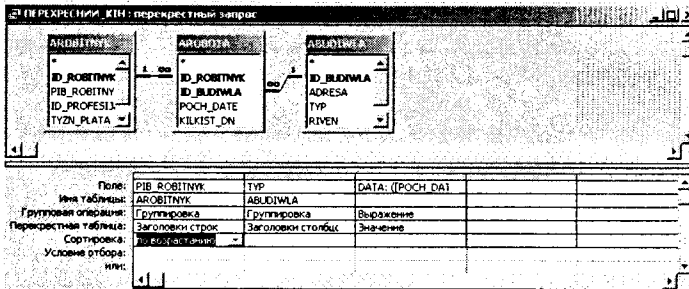 ПЕРЕХРЕСНИЙ_КІН : перекрестный запрос
AROBITNYK AROBOTA ABUDIWLA
* * *
ID_ROBITNYK ID_ROBITNYK ID_BUDIWLA
PIB_ROBITNY ID_BUDIWLA ADRESA
ID_PROFESIJ POCH_DATE TYP
TYZN_PLATA KILKIST_DN RIVEN
1 ∞ ∞ 1
Поле: PIB_ROBITNYK TYP DATA: ([POCH_DAT
Имя таблицы: AROBITNYK ABUDIWLA
Групповая операция: Группировка Группировка Выражение
Перекрестная таблица: Заголовки строк Заголовки столбцс Значение
Сортировка: по возрастанию
Условие отбора:
или: